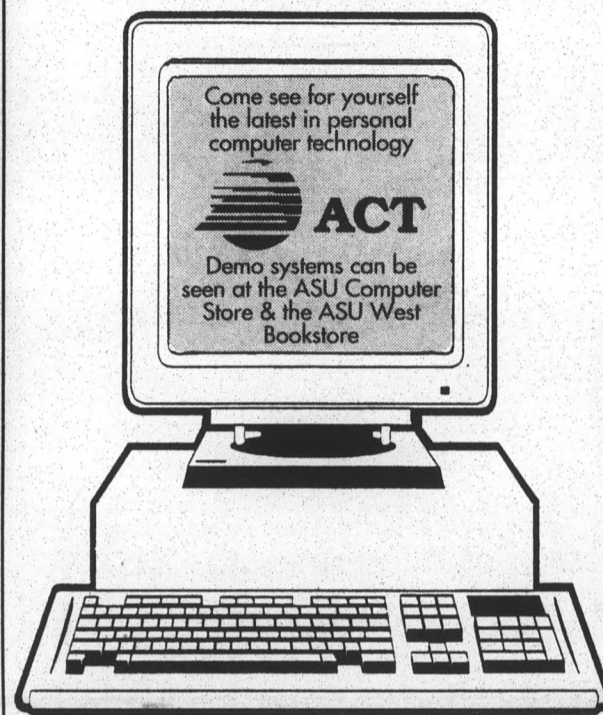 Come see for yourself
the latest in personal
computer technology
ACT
Demo systems can be
seen at the ASU Computer
Store & the ASU West
Bookstore